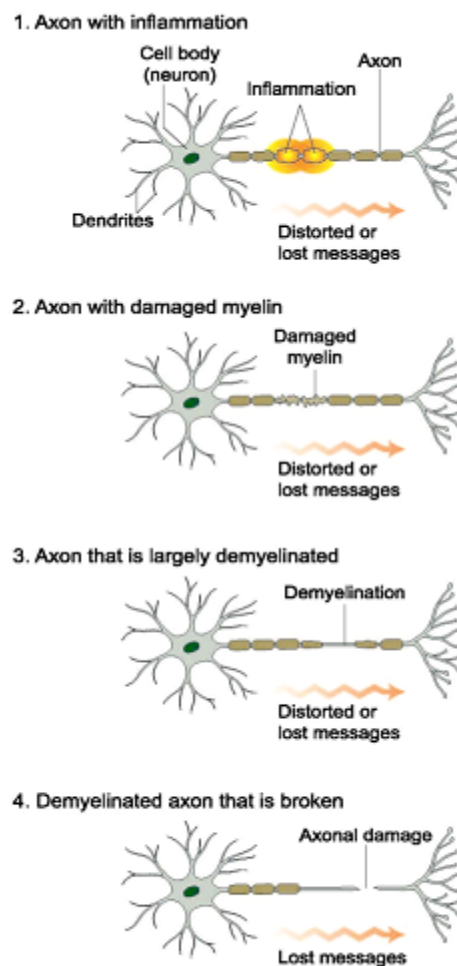 1. Axon with inflammation
Cell body
(neuron)
Axon
Inflammation
Dendrites
Distorted or
lost messages
2. Axon with damaged myelin
Damaged
myelin
Distorted or
lost messages
3. Axon that is largely demyelinated
Demyelination
Distorted or
lost messages
4. Demyelinated axon that is broken
Axonal damage
Lost messages